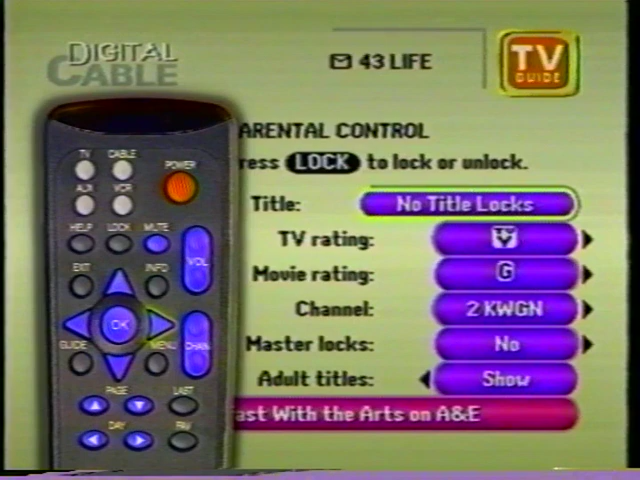 DIGITAL CABLE
43 LIFE
TV GUIDE
ARENTAL CONTROL
ress LOCK to lock or unlock.
Title: No Title Locks
TV rating:
Movie rating: G
Channel: 2 KWGN
Master locks: No
Adult titles: Show
ast With the Arts on A&E
TV CABLE
POWER
AUX VCR
HELP LOCK MUTE
VOL
EXIT INFO
OK
GUIDE MENU CHAN
PAGE LAST
DAY FAV